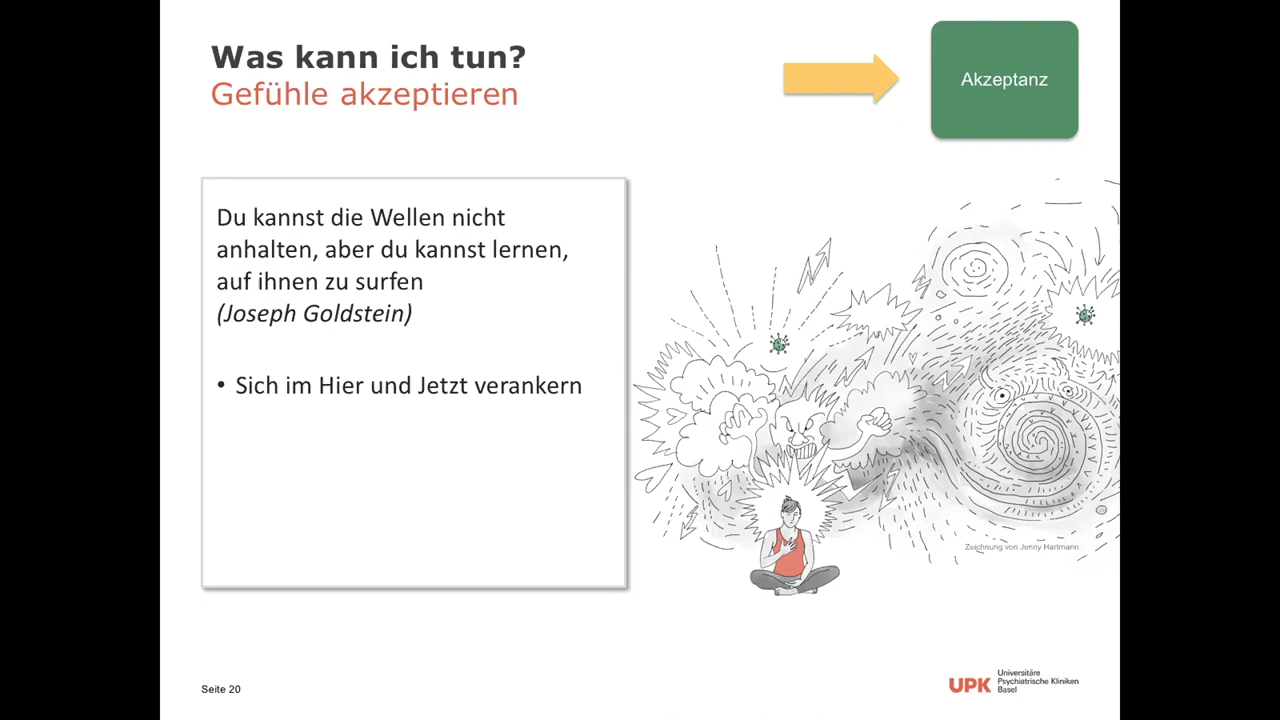 Was kann ich tun?
Gefühle akzeptieren
Akzeptanz
Du kannst die Wellen nicht
anhalten, aber du kannst lernen,
auf ihnen zu surfen
(Joseph Goldstein)
• Sich im Hier und Jetzt verankern
Zeichnung von Jenny Hartmann
Seite 20
UPK
Universitäre
Psychiatrische Kliniken
Basel